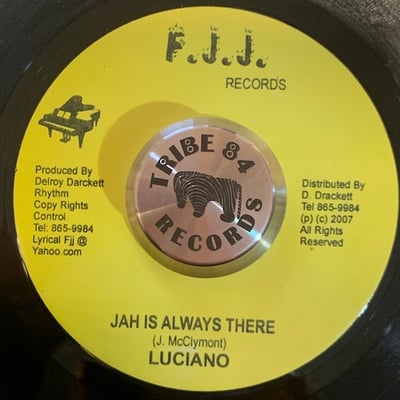 F.J.J.
RECORDS
TRIBE 84
RECORDS
Produced By
Delroy Darckett
Rhythm
Copy Rights
Control
Tel: 865-9984
Lyrical Fjj @
Yahoo.com
Distributed By
D. Drackett
Tel 865-9984
(p) (c) 2007
All Rights
Reserved
JAH IS ALWAYS THERE
(J. McClymont)
LUCIANO